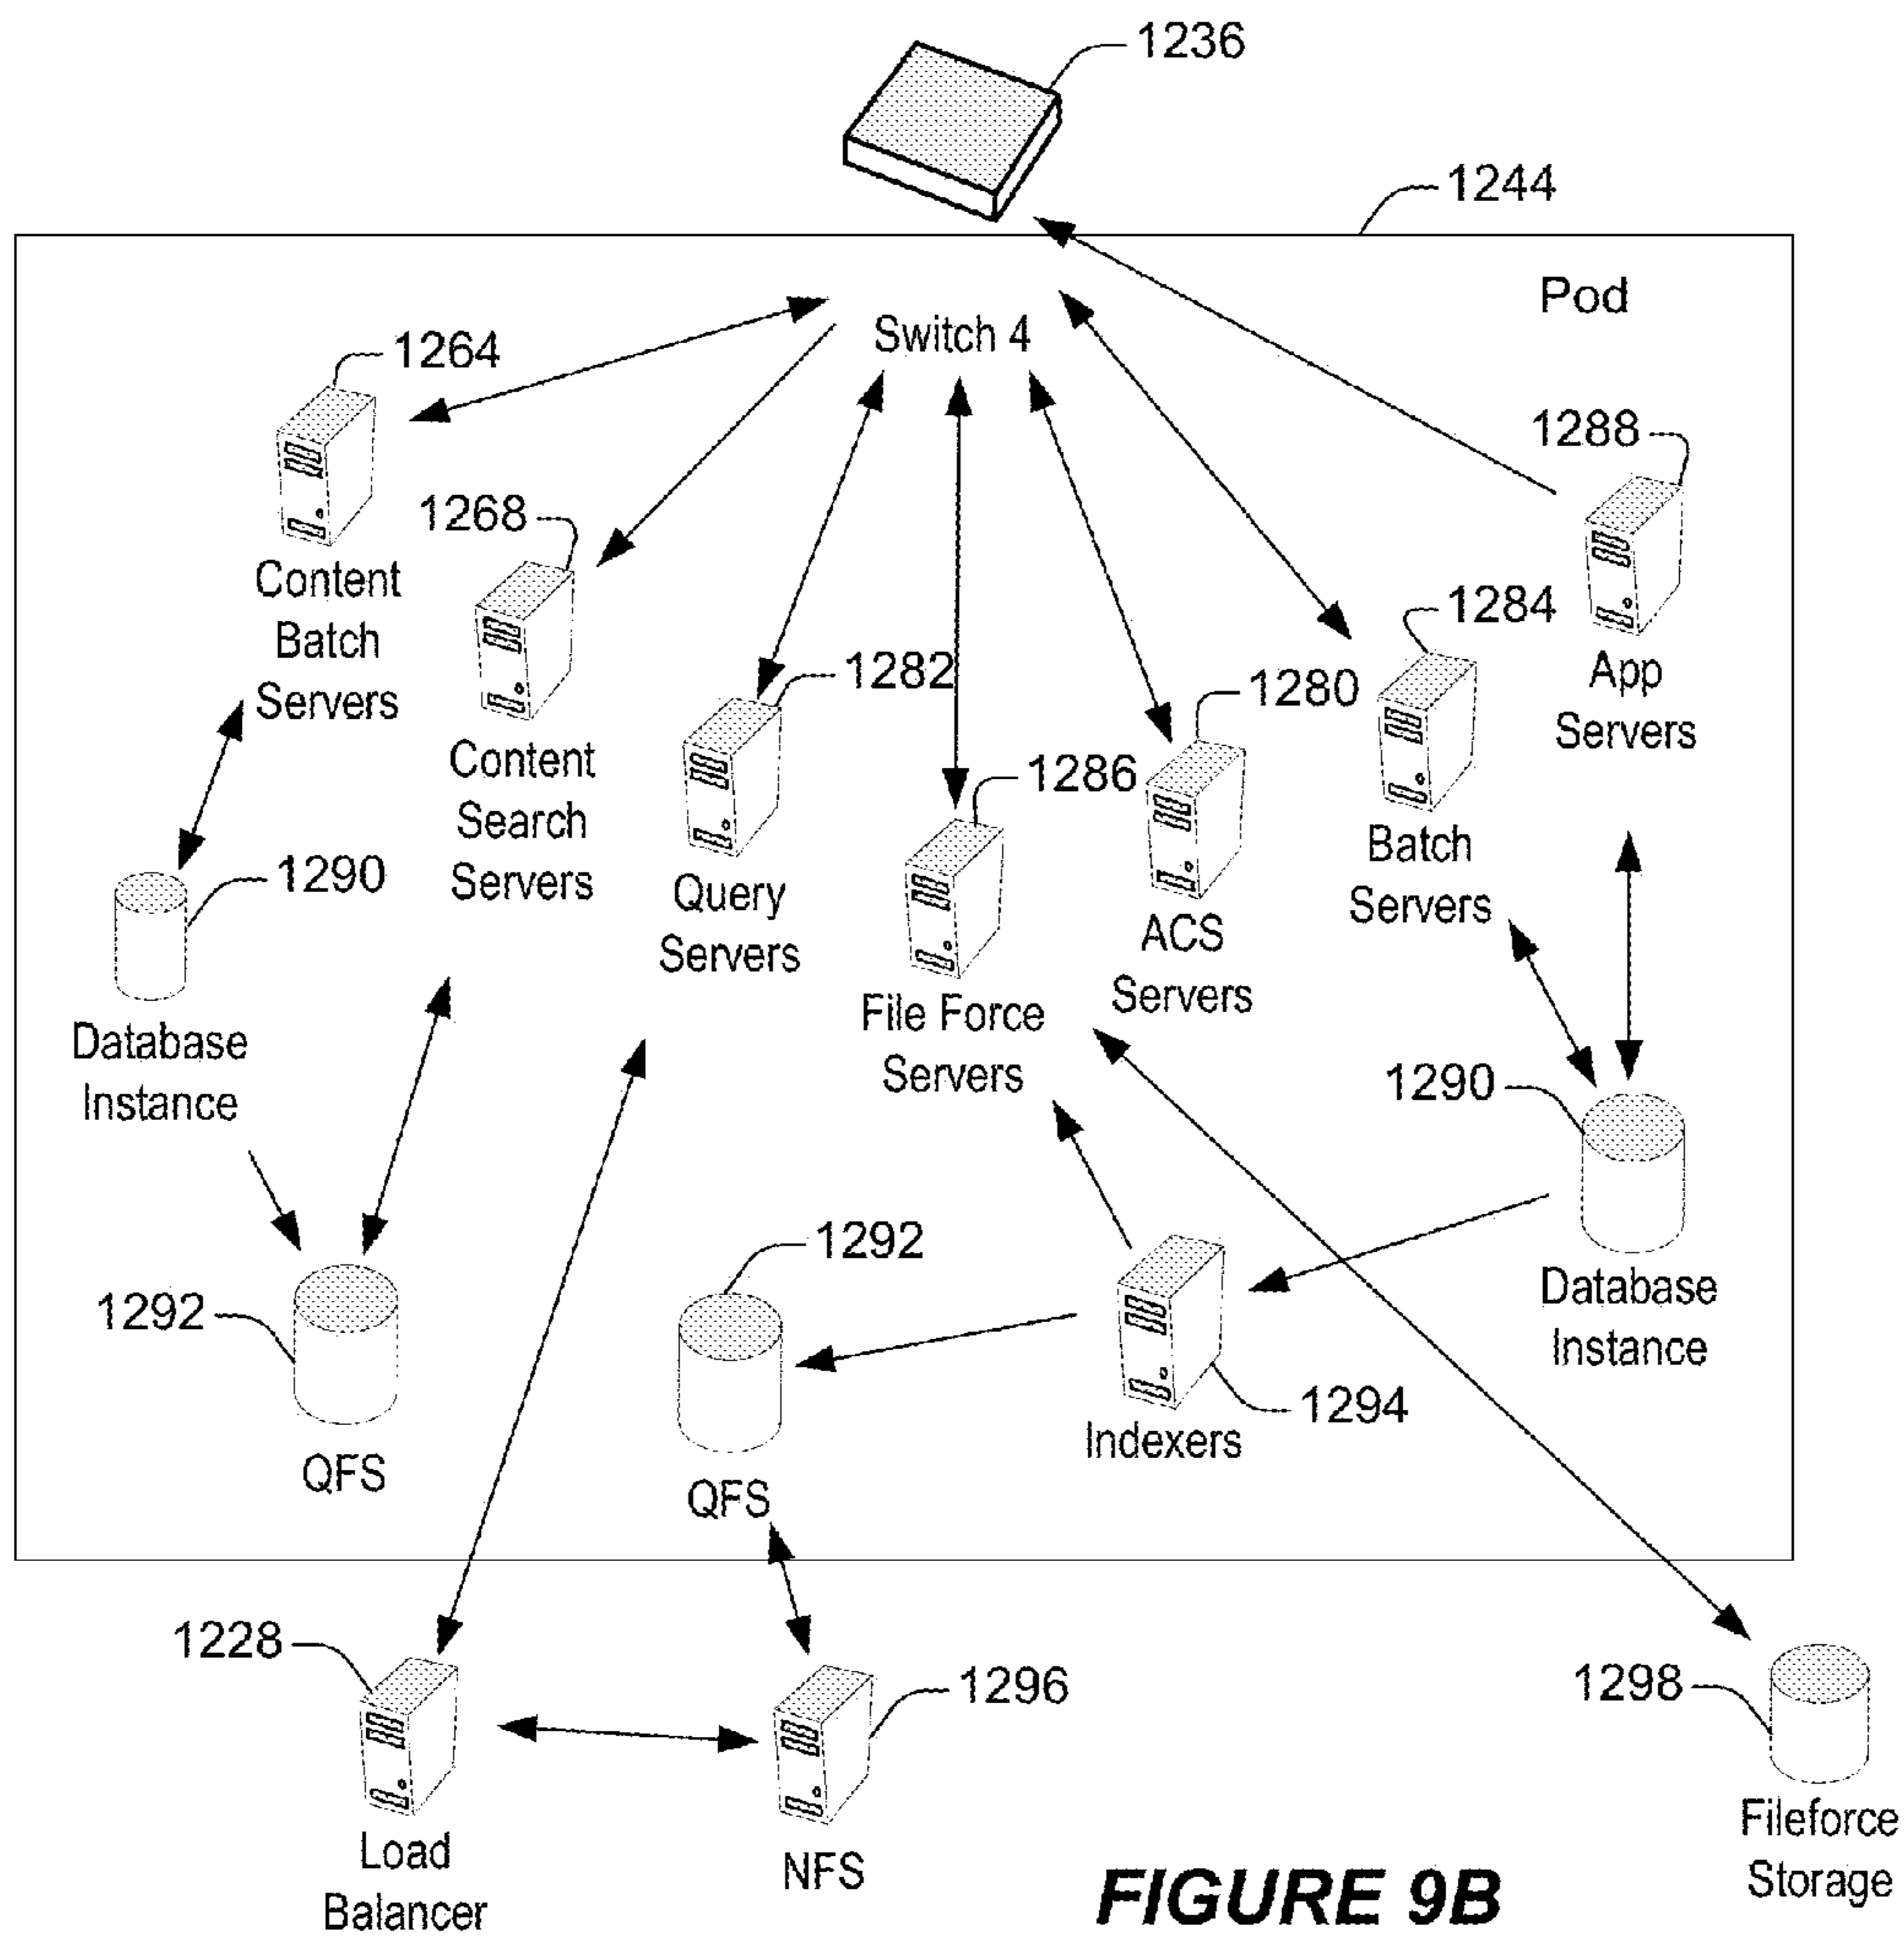 1236
1244
Pod
Switch 4
1264
1288
1268
Content
Batch
Servers
1284
App
Servers
1282
1280
Content
Search
Servers
1286
Batch
Servers
1290
Query
Servers
ACS
Servers
File Force
Servers
Database
Instance
1290
1292
1292
Database
Instance
1294
Indexers
QFS
QFS
1228
1296
1298
Load
Balancer
NFS
Fileforce
Storage
FIGURE 9B